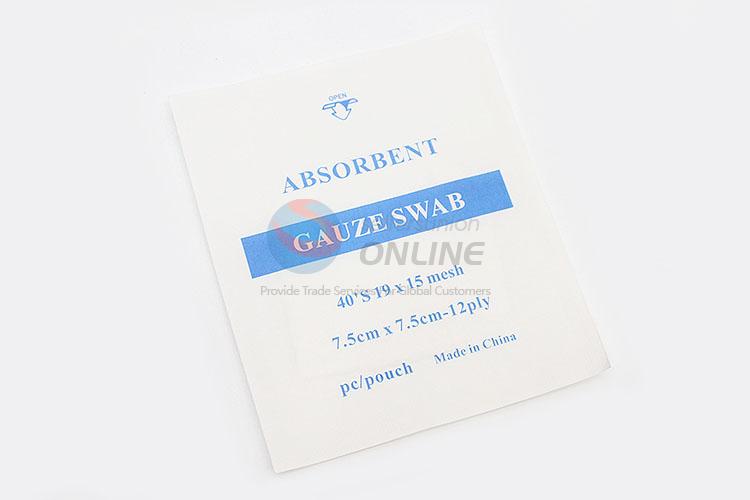 OPEN
ABSORBENT
GAUZE SWAB
ONLINE
40'S 19 x 15 mesh
Provide Trade Services For Global Customers
7.5cm x 7.5cm-12ply
pc/pouch Made in China